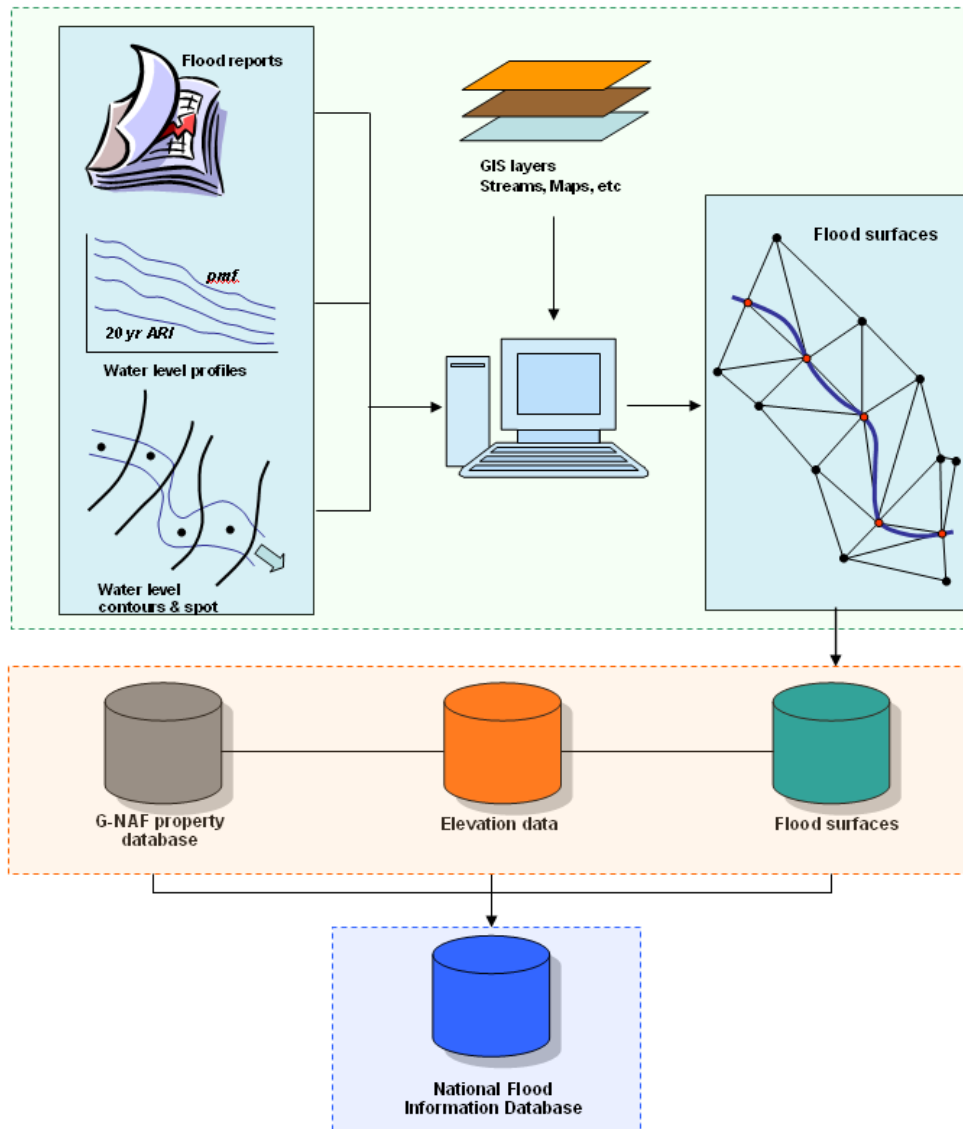 Flood reports
pmf
20 yr ARI
Water level profiles
Water level
contours & spot
GIS layers
Streams, Maps, etc
Flood surfaces
G-NAF property
database
Elevation data
Flood surfaces
National Flood
Information Database